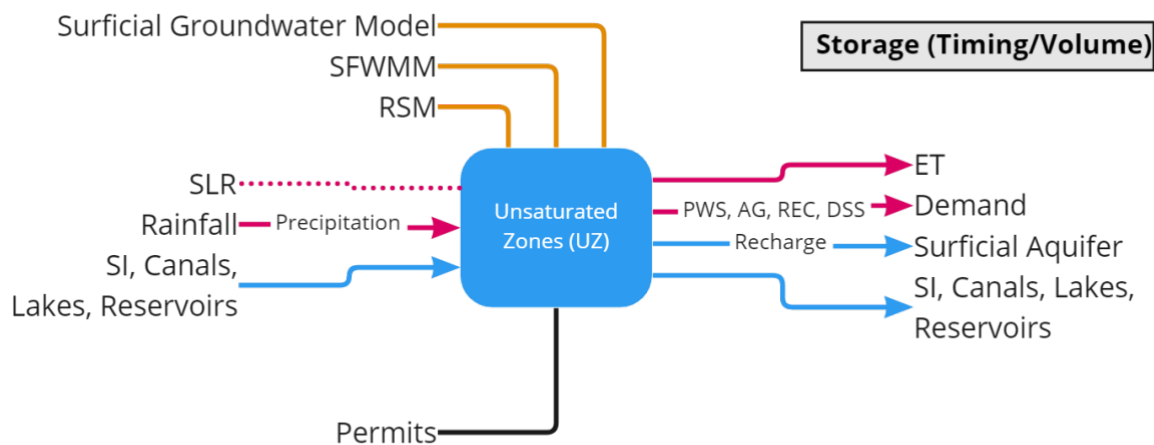 Surficial Groundwater Model
SFWMM
RSM
Storage (Timing/Volume)
SLR
Rainfall
Precipitation
SI, Canals,
Lakes, Reservoirs
Unsaturated
Zones (UZ)
ET
PWS, AG, REC, DSS
Demand
Recharge
Surficial Aquifer
SI, Canals, Lakes,
Reservoirs
Permits